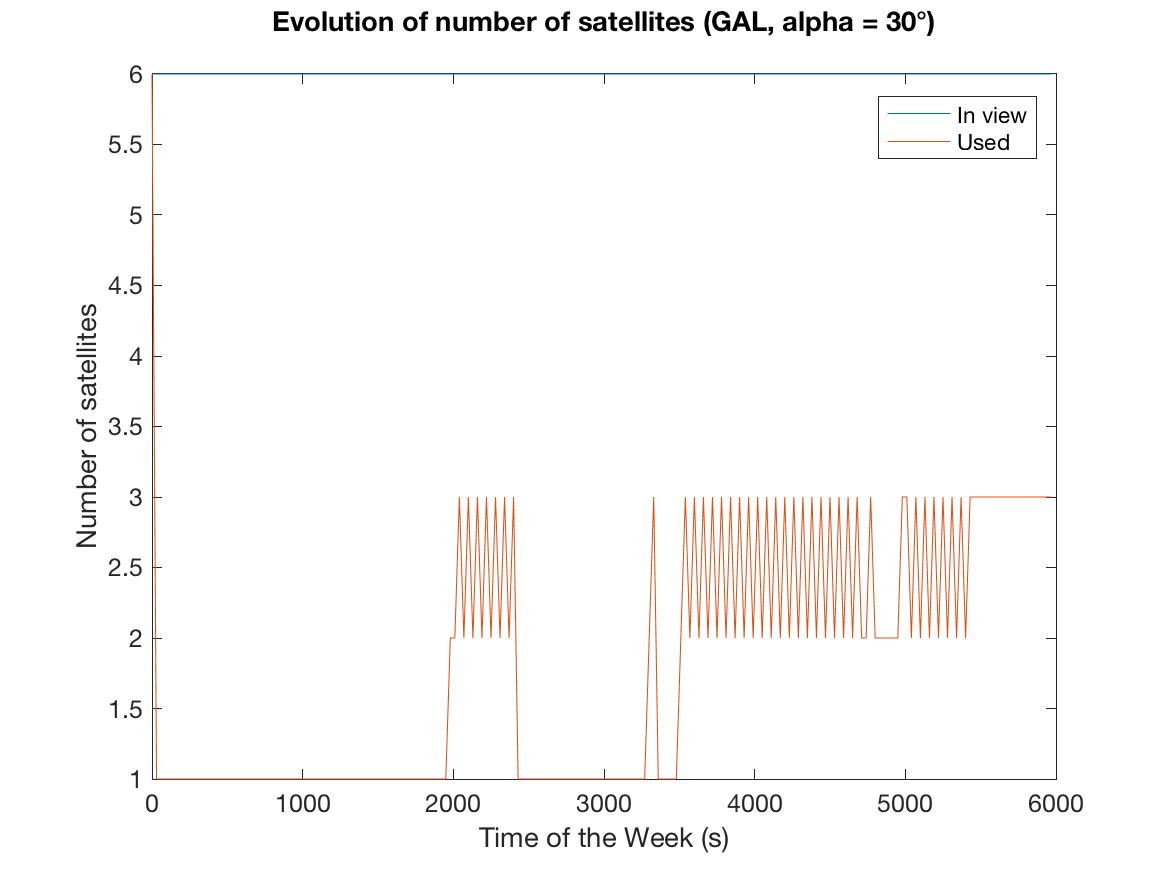 Evolution of number of satellites (GAL, alpha = 30°)
6
5.5
5
4.5
4
3.5
3
2.5
2
1.5
1
Number of satellites
In view
Used
0 1000 2000 3000 4000 5000 6000
Time of the Week (s)